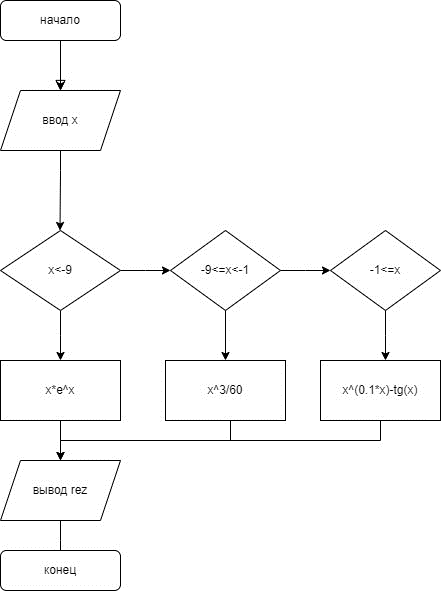 начало
ввод x
x<-9
-9<=x<-1
-1<=x
x*e^x
x^3/60
x^(0.1*x)-tg(x)
вывод rez
конец